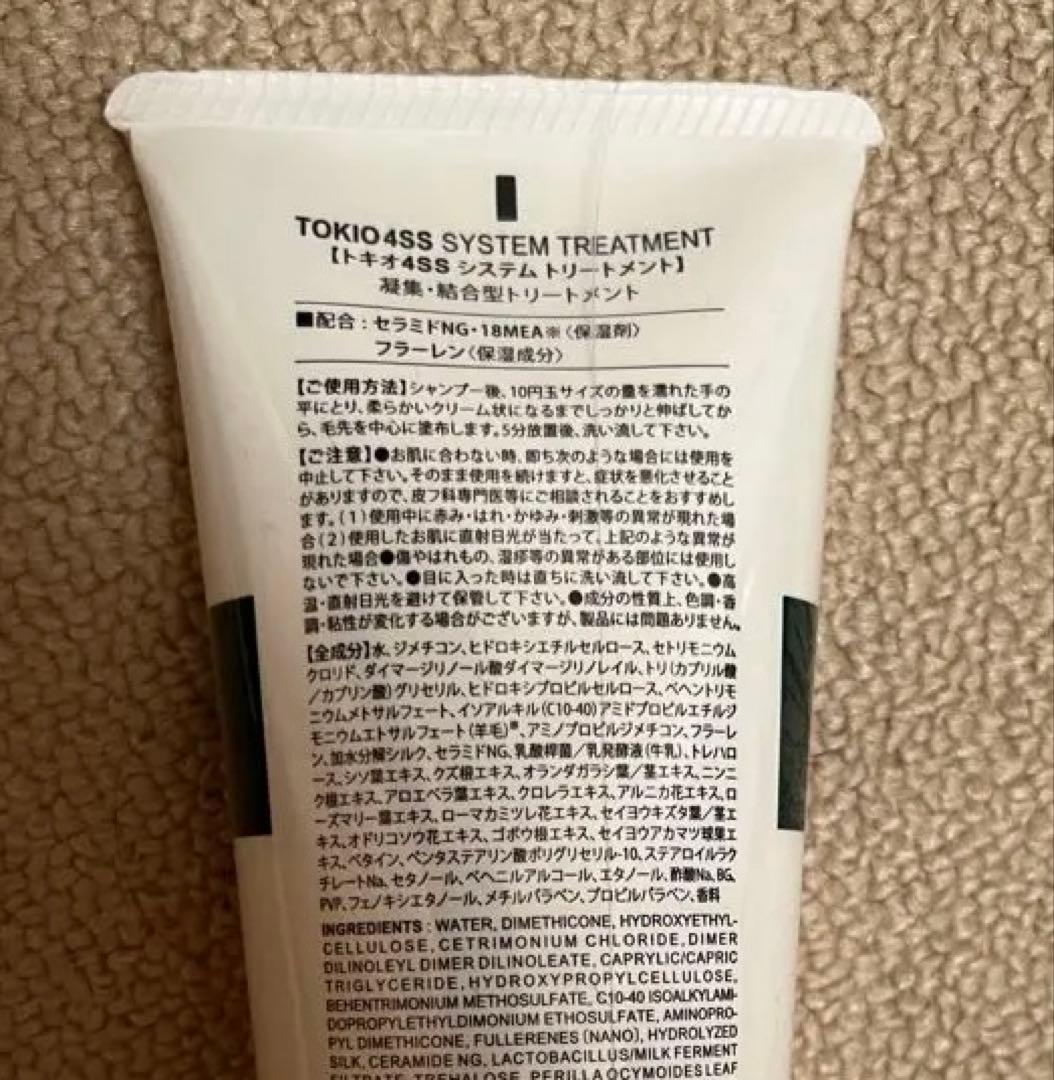 TOKIO4SS SYSTEM TREATMENT
【トキオ4SS システム トリートメント】
凝集・結合型トリートメント
■配合：セラミドNG・18MEA※〈保湿剤〉
フラーレン〈保湿成分〉
【ご使用方法】シャンプー後、10円玉サイズの量を濡れた手の
平にとり、柔らかいクリーム状になるまでしっかりと伸ばしてか
ら、毛先を中心に塗布します。5分放置後、洗い流して下さい。
【ご注意】●お肌に合わない時、即ち次のような場合には使用を
中止して下さい。そのまま使用を続けますと、症状を悪化させること
がありますので、皮フ科専門医等にご相談されることをおすすめし
ます。(1)使用中に赤み・はれ・かゆみ・刺激等の異常が現れた場
合(2)使用したお肌に直射日光が当たって、上記のような異常が
現れた場合●傷やはれもの、湿疹等の異常がある部位には使用し
ないで下さい。●目に入った時は直ちに洗い流して下さい。●高
温・直射日光を避けて保管して下さい。●成分の性質上、色調・香
調・粘性が変化する場合がございますが、製品には問題ありません。
【全成分】水、ジメチコン、ヒドロキシエチルセルロース、セトリモニウム
クロリド、ダイマージリノール酸ダイマージリノレイル、トリ(カプリル酸
/カプリン酸)グリセリル、ヒドロキシプロピルセルロース、ベヘントリモ
ニウムメトサルフェート、イソアルキル(C10-40)アミドプロピルエチルジ
モニウムエトサルフェート(羊毛)※、アミノプロピルジメチコン、フラーレ
ン、加水分解シルク、セラミドNG、乳酸桿菌/乳発酵液(牛乳)、トレハロ
ース、シソ葉エキス、クズ根エキス、オランダガラシ葉/茎エキス、ニンニ
ク根エキス、アロエベラ葉エキス、クロレラエキス、アルニカ花エキス、ロ
ーズマリー葉エキス、ローマカミツレ花エキス、セイヨウキズタ葉/茎エ
キス、オドリコソウ花エキス、ゴボウ根エキス、セイヨウアカマツ球果エ
キス、ベタイン、ペンタステアリン酸ポリグリセリル-10、ステアロイルラク
チレートNa、セタノール、ベヘニルアルコール、エタノール、酢酸Na、BG、
PVP、フェノキシエタノール、メチルパラベン、プロピルパラベン、香料
INGREDIENTS : WATER, DIMETHICONE, HYDROXYETHYL-
CELLULOSE, CETRIMONIUM CHLORIDE, DIMER
DILINOLEYL DIMER DILINOLEATE, CAPRYLIC/CAPRIC
TRIGLYCERIDE, HYDROXYPROPYLCELLULOSE,
BEHENTRIMONIUM METHOSULFATE, C10-40 ISOALKYLAMI-
DOPROPYLETHYLDIMONIUM ETHOSULFATE, AMINOPRO-
PYL DIMETHICONE, FULLERENES (NANO), HYDROLYZED
SILK, CERAMIDE NG, LACTOBACILLUS/MILK FERMENT
FILTRATE, TREHALOSE, PERILLA OCYMOIDES LEAF